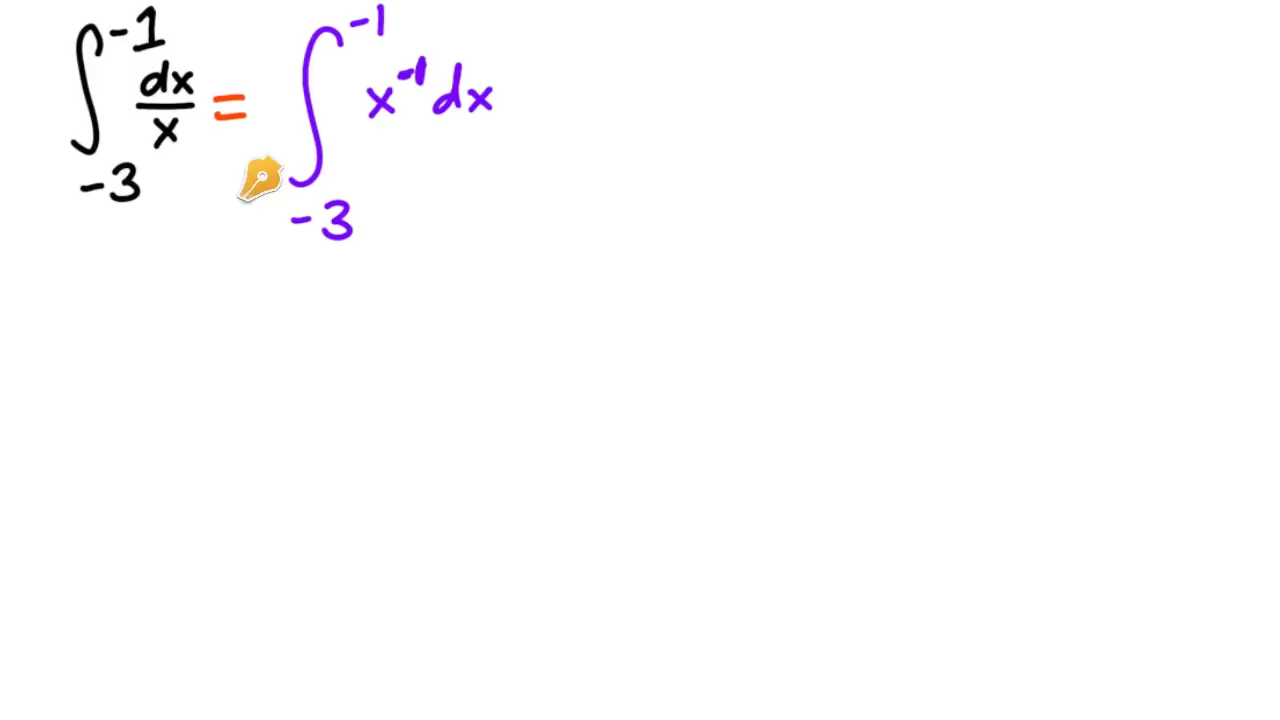 ∫_{-3}^{-1} dx/x = ∫_{-3}^{-1} x^{-1} dx